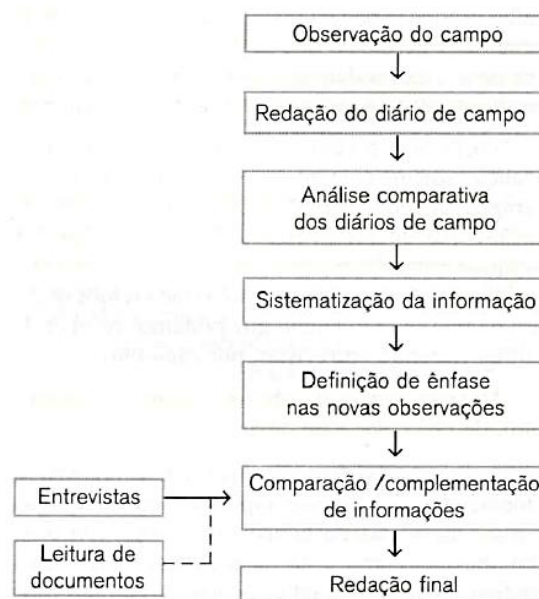 Observação do campo
Redação do diário de campo
Análise comparativa
dos diários de campo
Sistematização da informação
Definição de ênfase
nas novas observações
Entrevistas
Comparação /complementação
de informações
Leitura de
documentos
Redação final